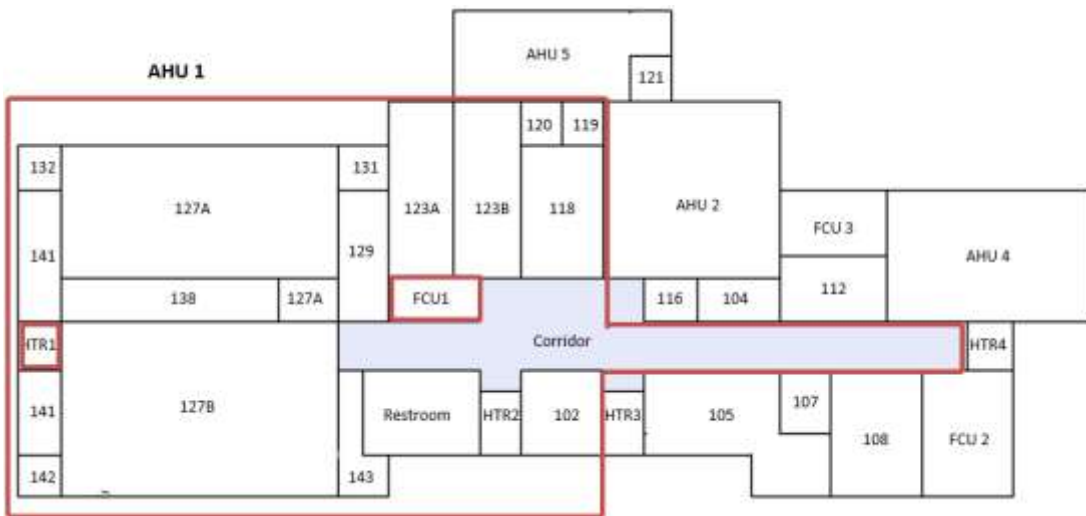 AHU 5
AHU 1
121
120 119
132 131
127A 123A 123B 118 AHU 2
FCU 3
141 129 AHU 4
138 127A FCU1 116 104 112
HTR1 Corridor HTR4
141 127B Restroom HTR2 102 HTR3 105 107 108 FCU 2
142 143